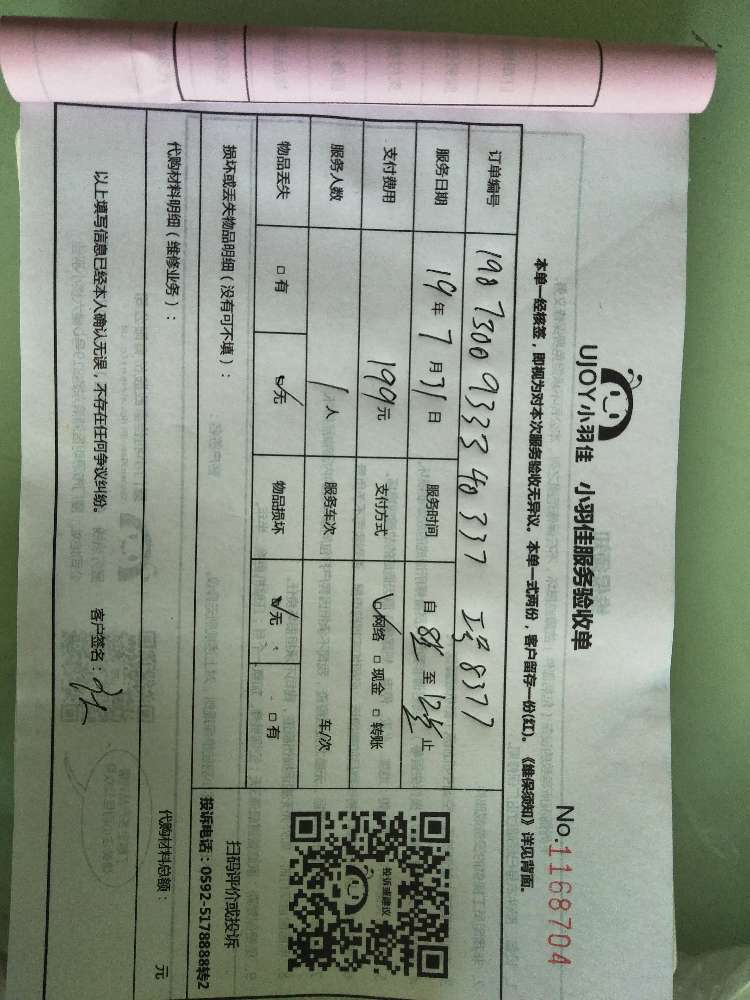 UJOY小羽佳 小羽佳服务验收单
No.1168704
本单一经核签，即视为对本次服务验收无异议。本单一式两份，客户留存一份(红)。《维保须知》详见背面。
订单编号 1987300933340337 工号8377
服务日期 19年7月31日 服务时间 自 8点 至 12点 止
支付费用 199元 支付方式 ☑网络 □现金 □转账
服务人数 1人 服务车次 车/次
物品丢失 □有 ☑无 物品损坏 ☑无 □有
投诉或建议
扫码评价或投诉
投诉电话：0592-5178888转2
损坏或丢失物品明细（没有可不填）：
代购材料明细（维修业务）： 代购材料总额： 元
以上填写信息已经本人确认无误，不存在任何争议纠纷。 客户签名：